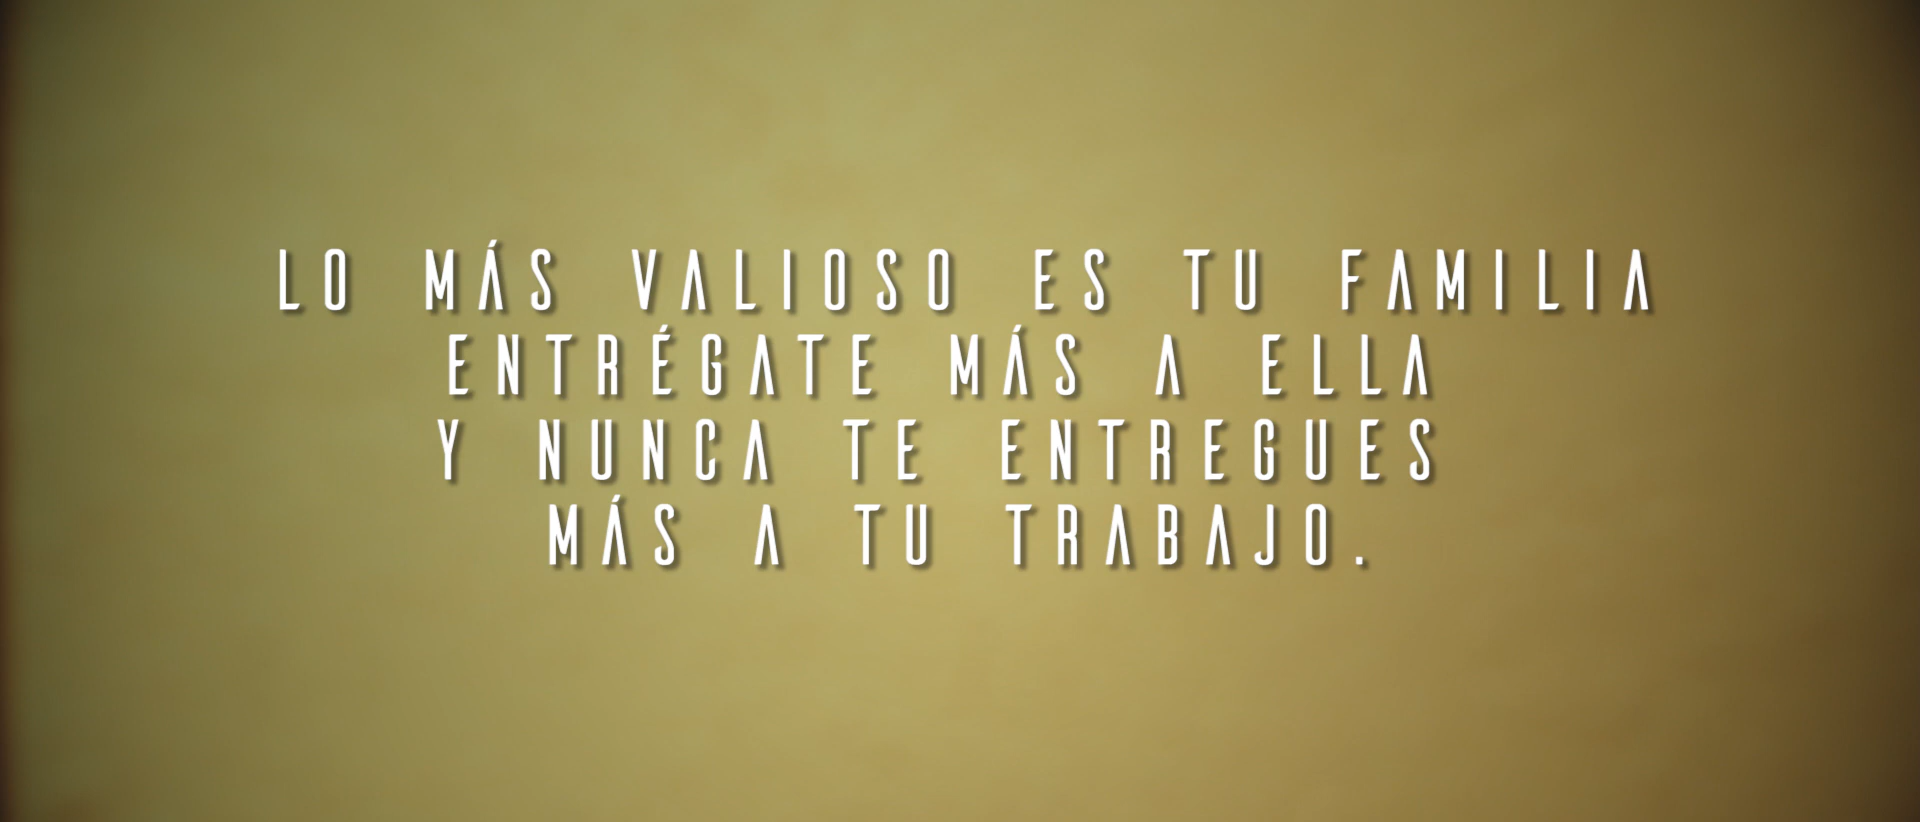 LO MÁS VALIOSO ES TU FAMILIA
ENTRÉGATE MÁS A ELLA
Y NUNCA TE ENTREGUES
MÁS A TU TRABAJO.